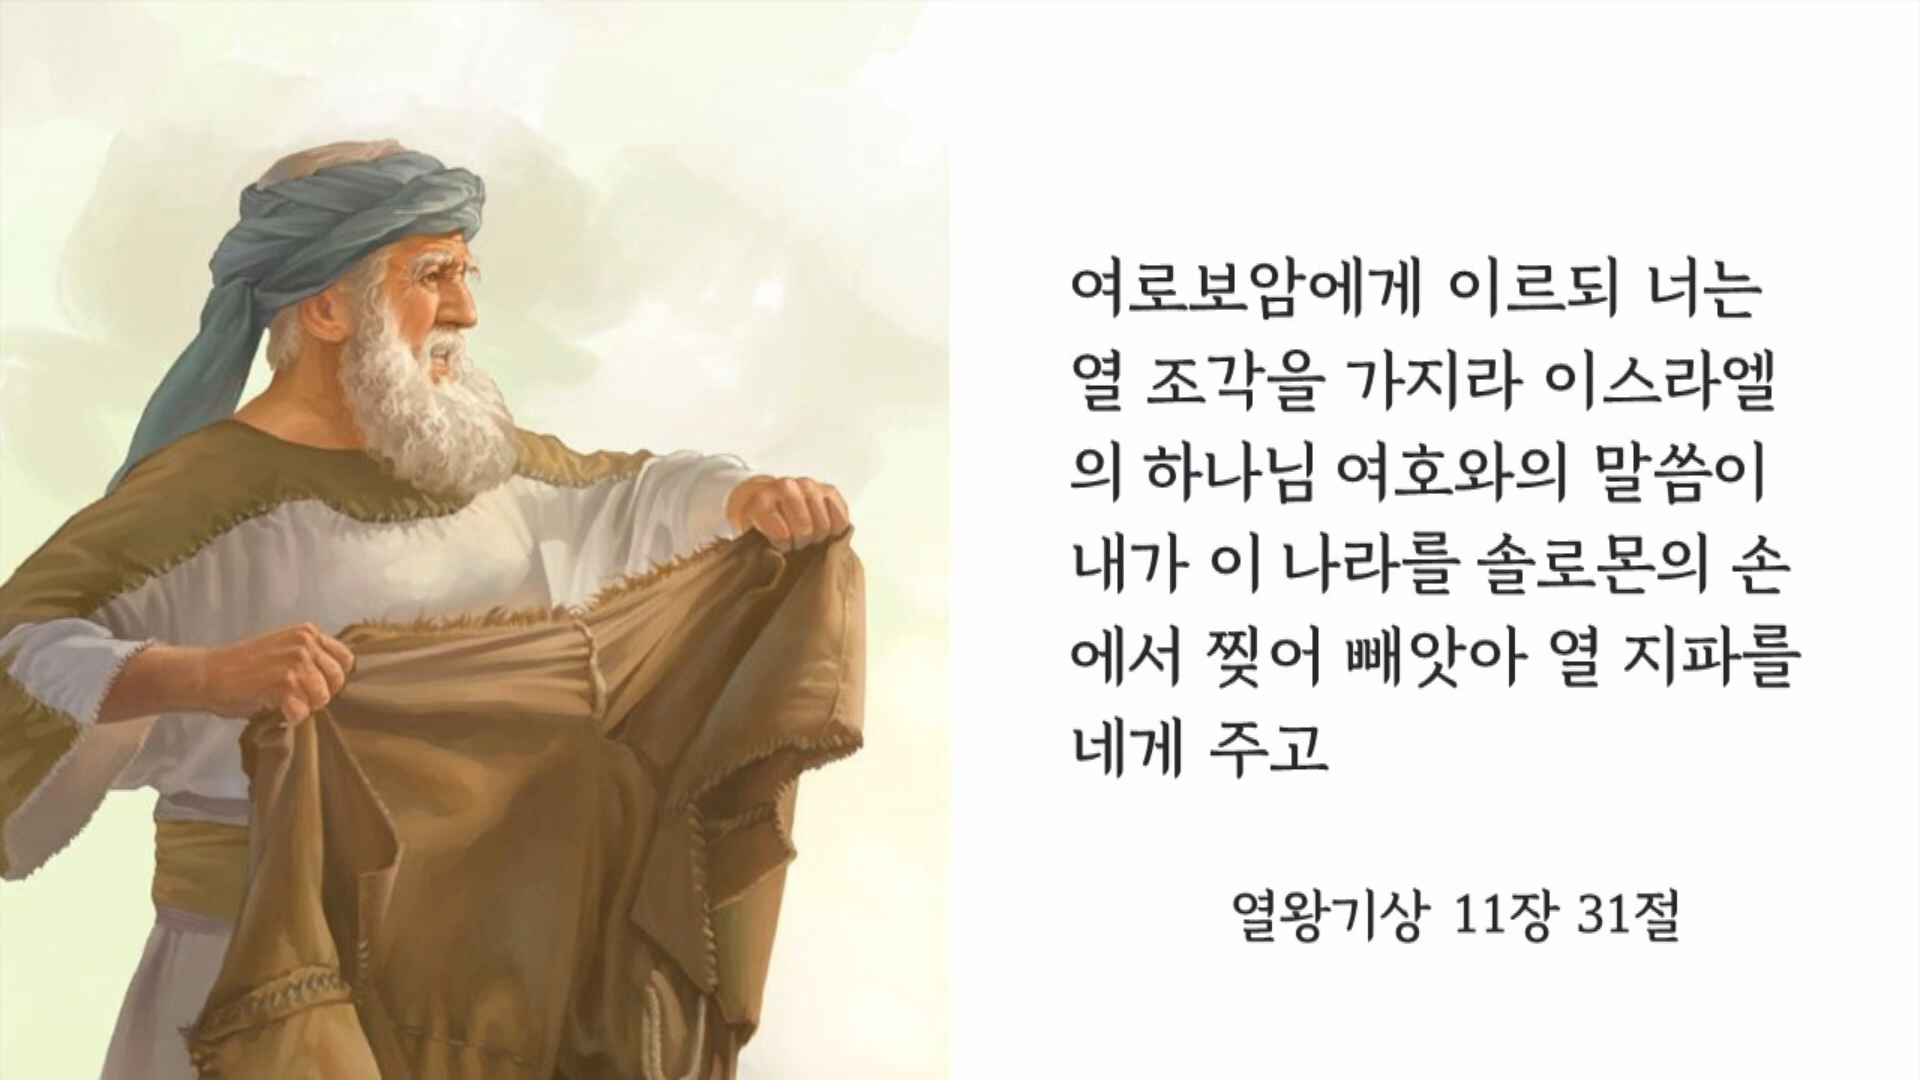 여로보암에게 이르되 너는
열 조각을 가지라 이스라엘
의 하나님 여호와의 말씀이
내가 이 나라를 솔로몬의 손
에서 찢어 빼앗아 열 지파를
네게 주고
열왕기상 11장 31절